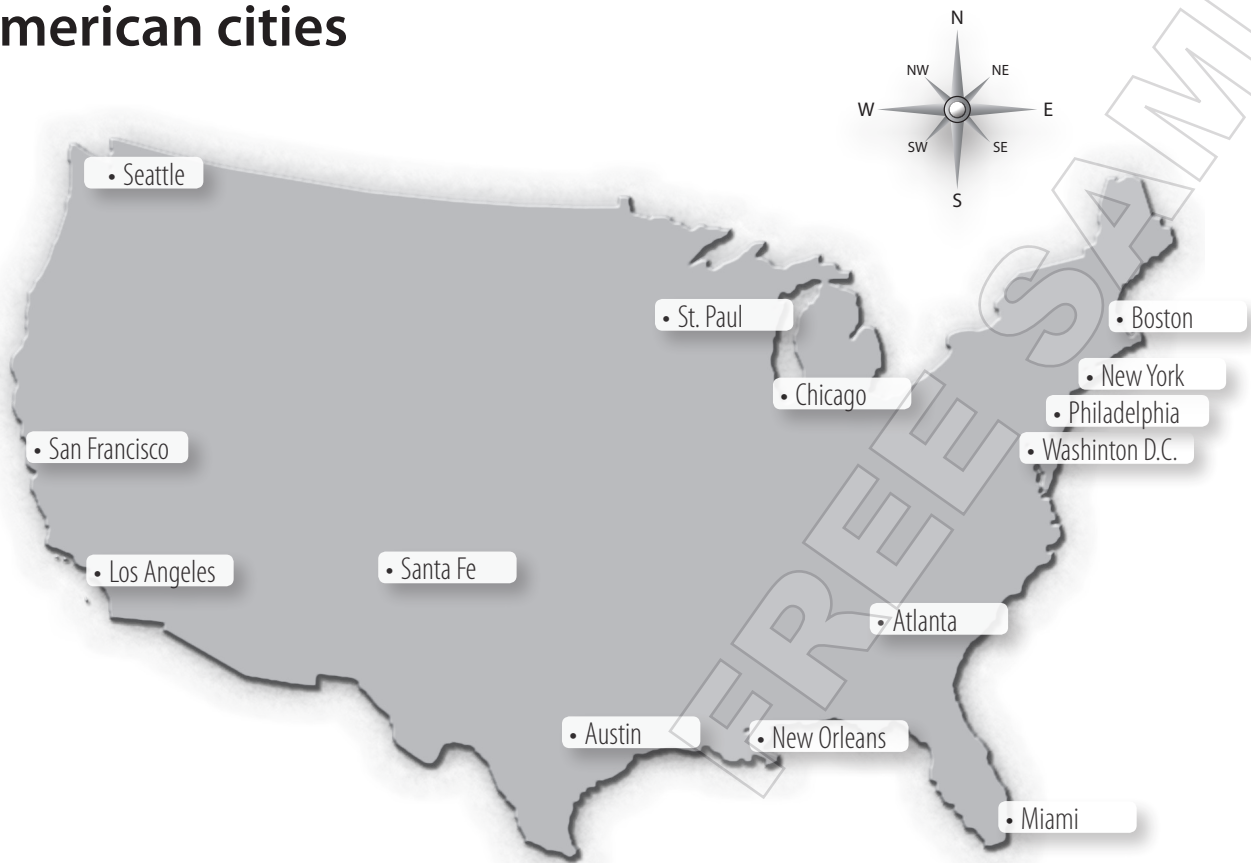 merican cities
N
NW
NE
W
E
SW
SE
S
• Seattle
• St. Paul
• Boston
• New York
• Chicago
• Philadelphia
• San Francisco
• Washinton D.C.
• Los Angeles
• Santa Fe
• Atlanta
• Austin
• New Orleans
• Miami
FREE SAM